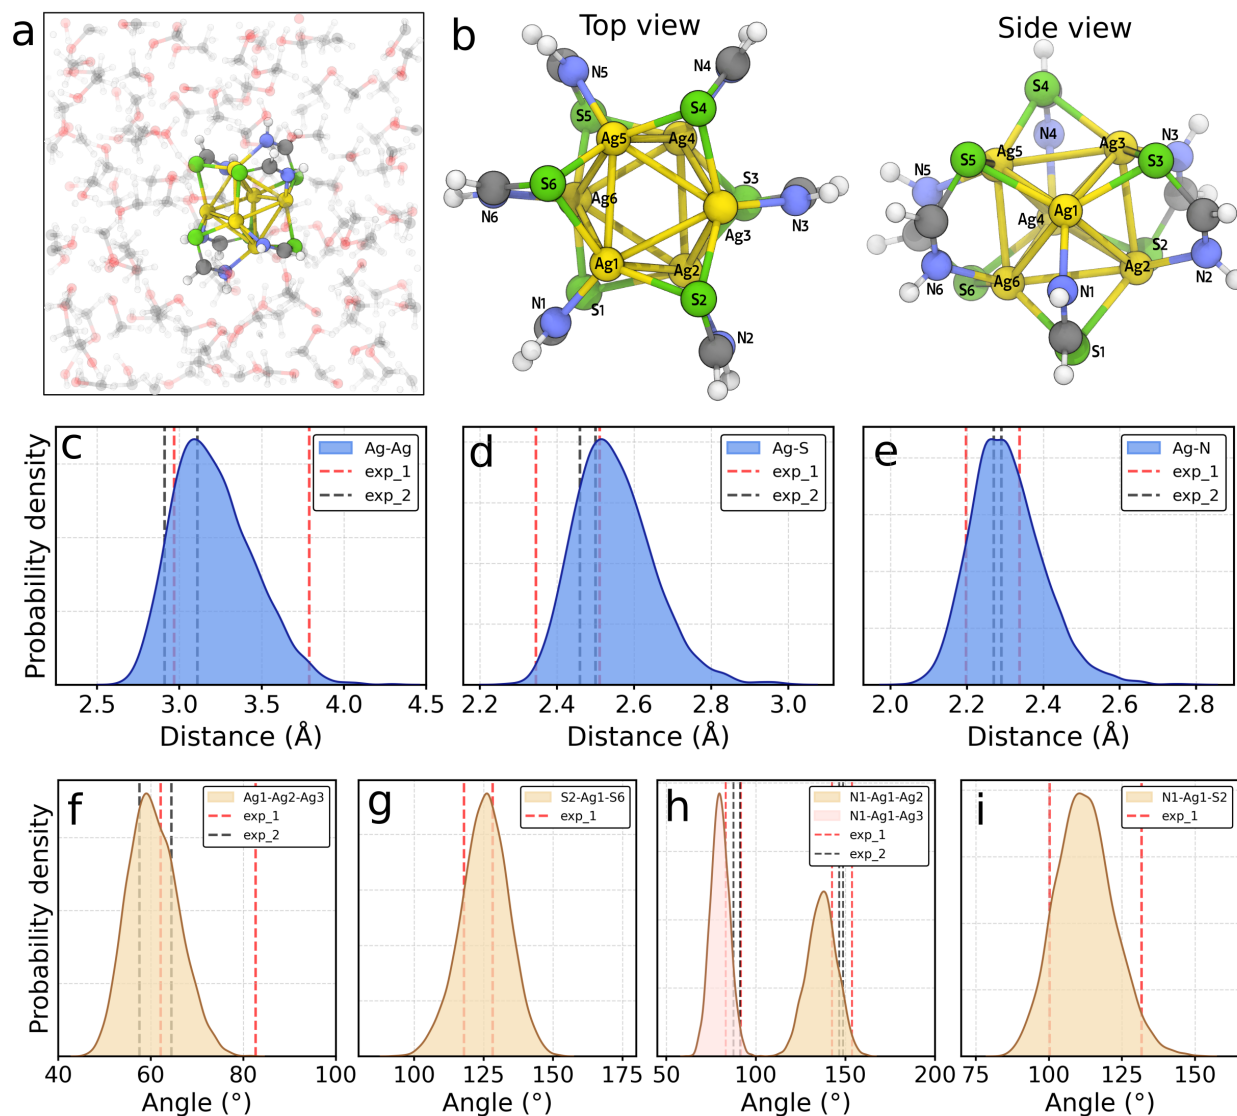 a
b
Top view
Side view
N5
N4
S5
S4
Ag5
Ag4
S6
S3
Ag6
N6
N3
Ag3
Ag1
Ag2
S1
S2
N1
N2
S4
N4
Ag3
N3
S5
Ag5
S3
N5
Ag1
Ag4
S2
N6
S6
Ag6
N1
Ag2
N2
S1
c
Ag-Ag
exp_1
exp_2
Probability density
2.5 3.0 3.5 4.0 4.5
Distance (Å)
d
Ag-S
exp_1
exp_2
2.2 2.4 2.6 2.8 3.0
Distance (Å)
e
Ag-N
exp_1
exp_2
2.0 2.2 2.4 2.6 2.8
Distance (Å)
f
Ag1-Ag2-Ag3
exp_1
exp_2
Probability density
40 60 80 100
Angle (°)
g
S2-Ag1-S6
exp_1
100 125 150 175
Angle (°)
h
N1-Ag1-Ag2
N1-Ag1-Ag3
exp_1
exp_2
50 100 150 200
Angle (°)
i
N1-Ag1-S2
exp_1
75 100 125 150
Angle (°)